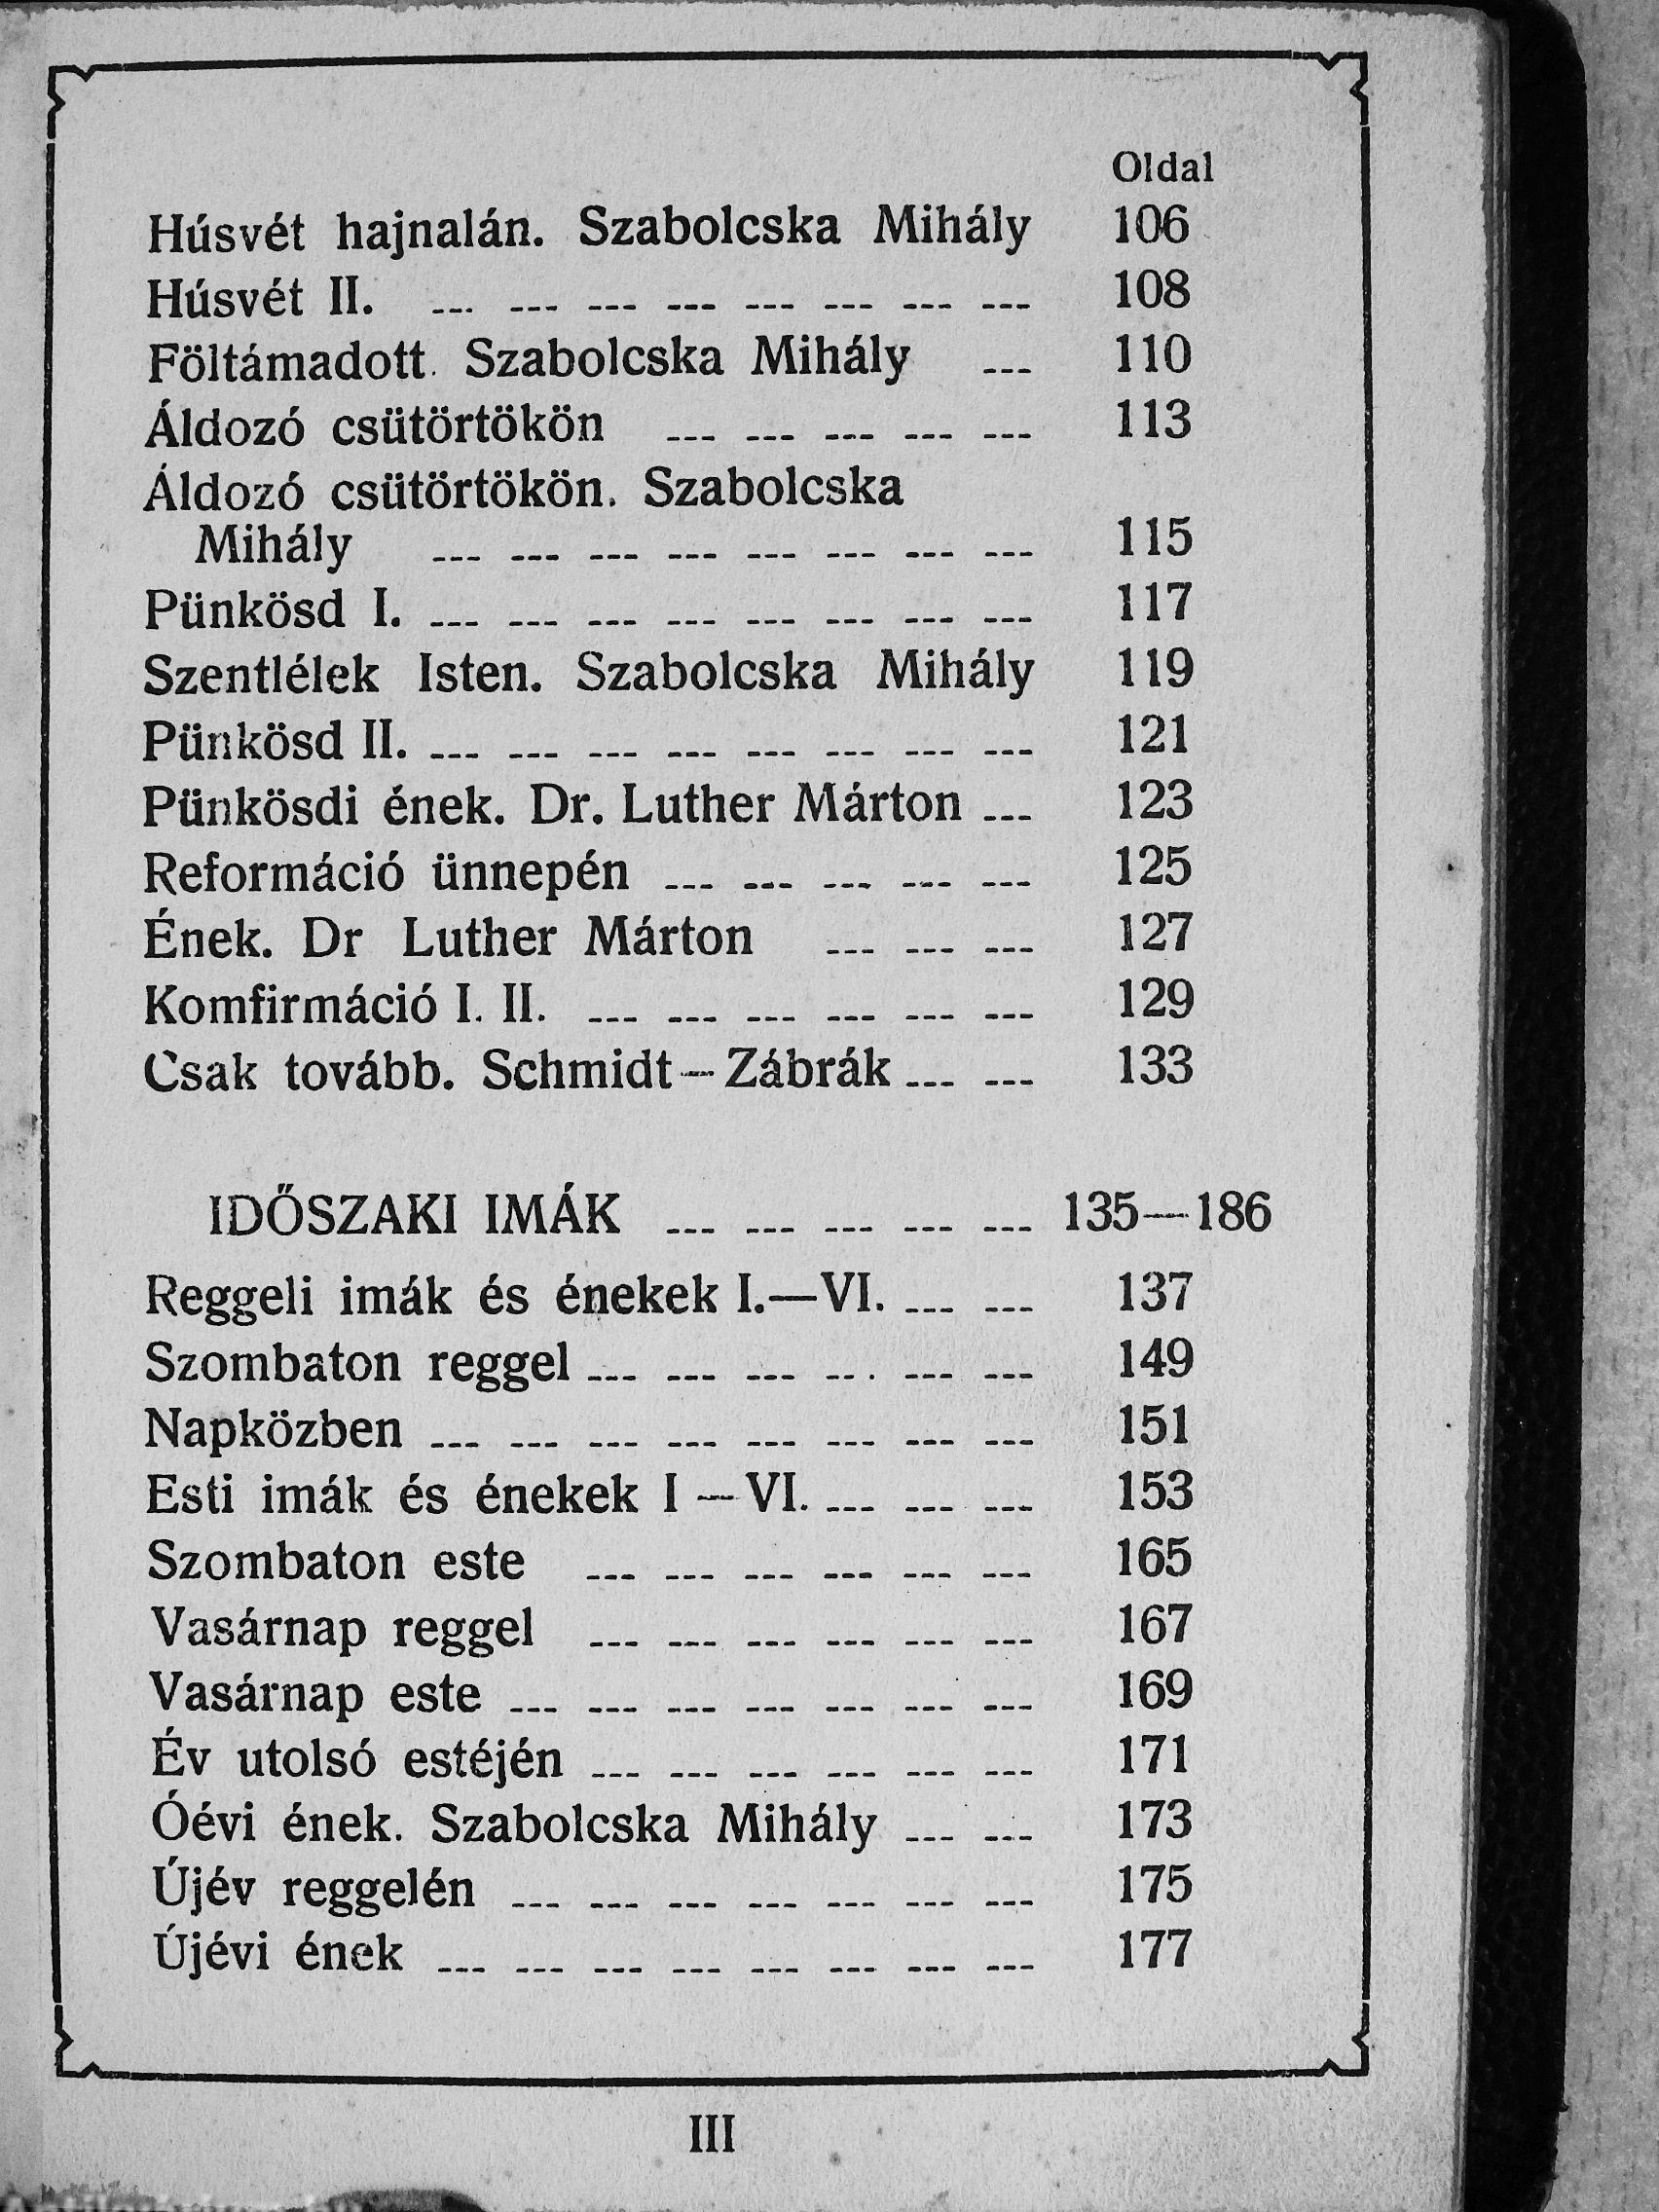 Oldal
Húsvét hajnalán. Szabolcska Mihály 106
Húsvét II. --- --- --- --- --- --- --- --- 108
Föltámadott. Szabolcska Mihály --- 110
Áldozó csütörtökön --- --- --- --- --- 113
Áldozó csütörtökön. Szabolcska
Mihály --- --- --- --- --- --- --- --- 115
Pünkösd I. --- --- --- --- --- --- --- --- 117
Szentlélek Isten. Szabolcska Mihály 119
Pünkösd II. --- --- --- --- --- --- --- --- 121
Pünkösdi ének. Dr. Luther Márton --- 123
Reformáció ünnepén --- --- --- --- --- 125
Ének. Dr Luther Márton --- --- --- 127
Komfirmáció I. II. --- --- --- --- --- --- 129
Csak tovább. Schmidt—Zábrák --- --- 133
IDŐSZAKI IMÁK --- --- --- --- --- 135—186
Reggeli imák és énekek I.—VI. --- --- 137
Szombaton reggel --- --- --- --- --- --- 149
Napközben --- --- --- --- --- --- --- --- 151
Esti imák és énekek I—VI. --- --- --- 153
Szombaton este --- --- --- --- --- --- 165
Vasárnap reggel --- --- --- --- --- --- 167
Vasárnap este --- --- --- --- --- --- --- 169
Év utolsó estéjén --- --- --- --- --- --- 171
Óévi ének. Szabolcska Mihály --- --- 173
Újév reggelén --- --- --- --- --- --- --- 175
Újévi ének --- --- --- --- --- --- --- --- 177
III